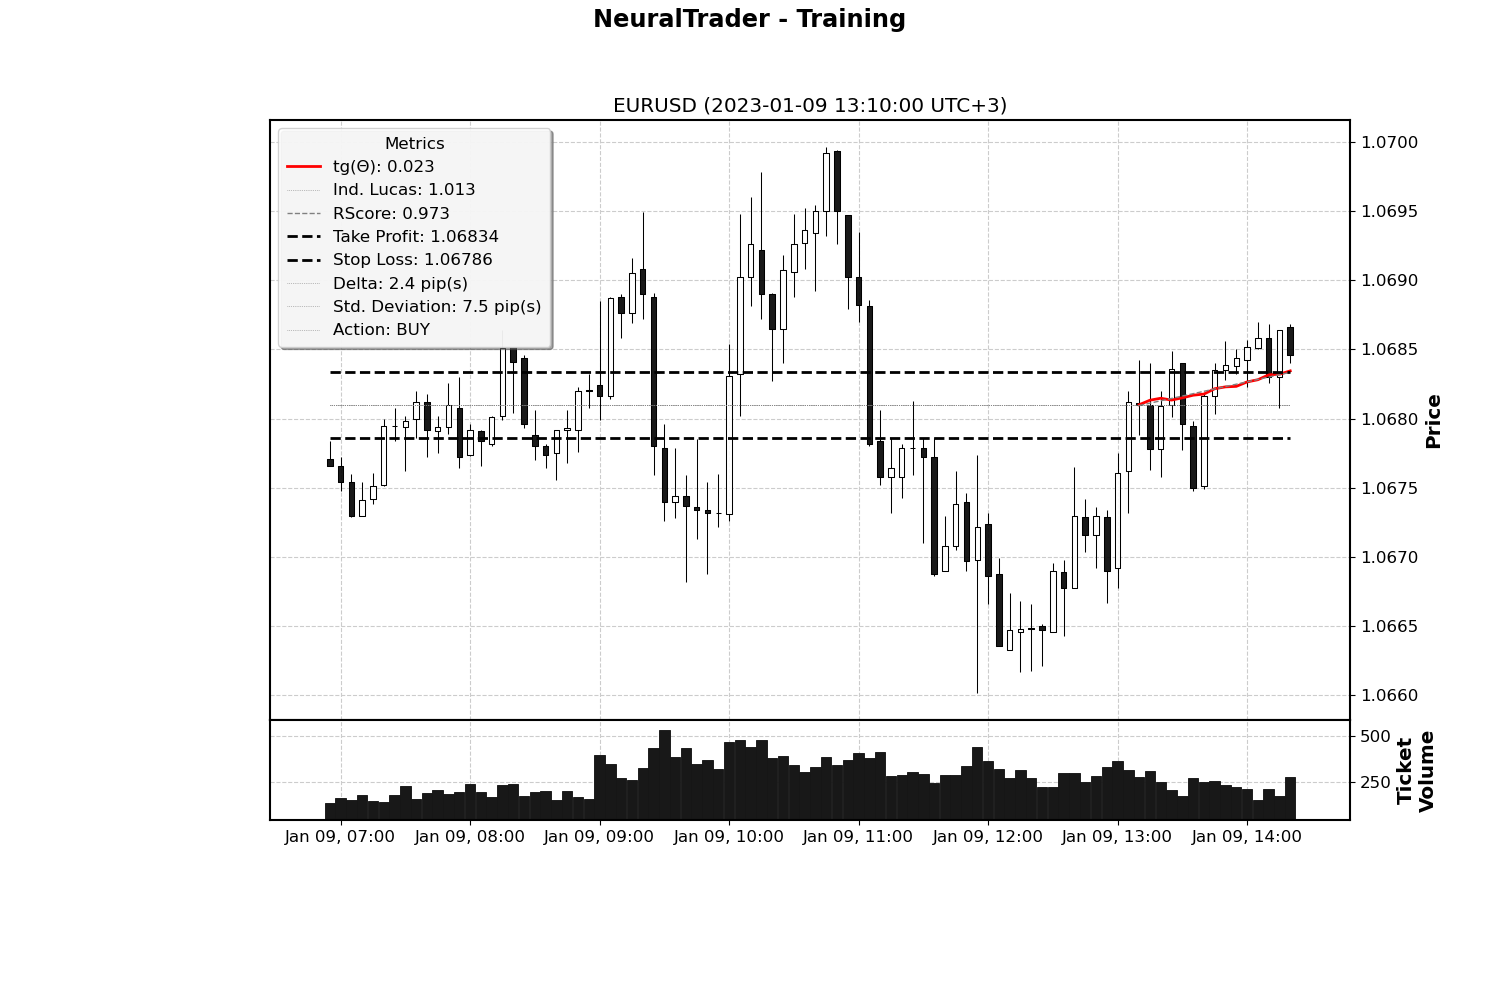 NeuralTrader - Training
EURUSD (2023-01-09 13:10:00 UTC+3)
Metrics
tg(Θ): 0.023
Ind. Lucas: 1.013
RScore: 0.973
Take Profit: 1.06834
Stop Loss: 1.06786
Delta: 2.4 pip(s)
Std. Deviation: 7.5 pip(s)
Action: BUY
1.0700
1.0695
1.0690
1.0685
1.0680
1.0675
1.0670
1.0665
1.0660
Price
500
250
Ticket
Volume
Jan 09, 07:00
Jan 09, 08:00
Jan 09, 09:00
Jan 09, 10:00
Jan 09, 11:00
Jan 09, 12:00
Jan 09, 13:00
Jan 09, 14:00